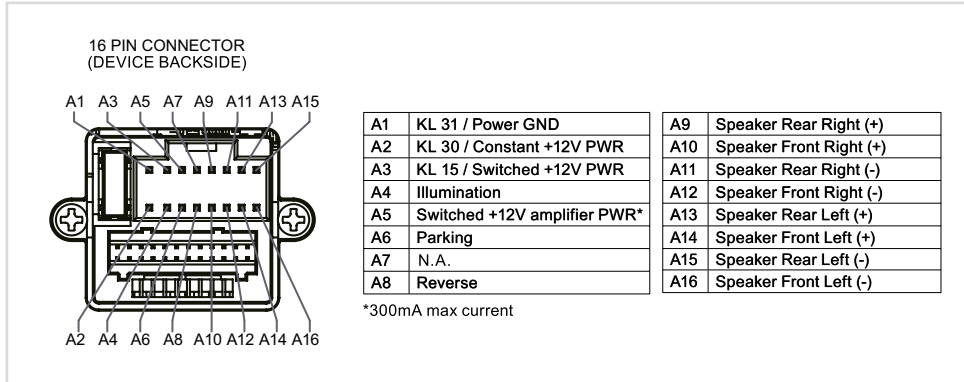 16 PIN CONNECTOR
(DEVICE BACKSIDE)
A1 A3 A5 A7 A9 A11 A13 A15
A2 A4 A6 A8 A10 A12 A14 A16
A1 KL 31 / Power GND
A2 KL 30 / Constant +12V PWR
A3 KL 15 / Switched +12V PWR
A4 Illumination
A5 Switched +12V amplifier PWR*
A6 Parking
A7 N.A.
A8 Reverse
*300mA max current
A9 Speaker Rear Right (+)
A10 Speaker Front Right (+)
A11 Speaker Rear Right (-)
A12 Speaker Front Right (-)
A13 Speaker Rear Left (+)
A14 Speaker Front Left (+)
A15 Speaker Rear Left (-)
A16 Speaker Front Left (-)